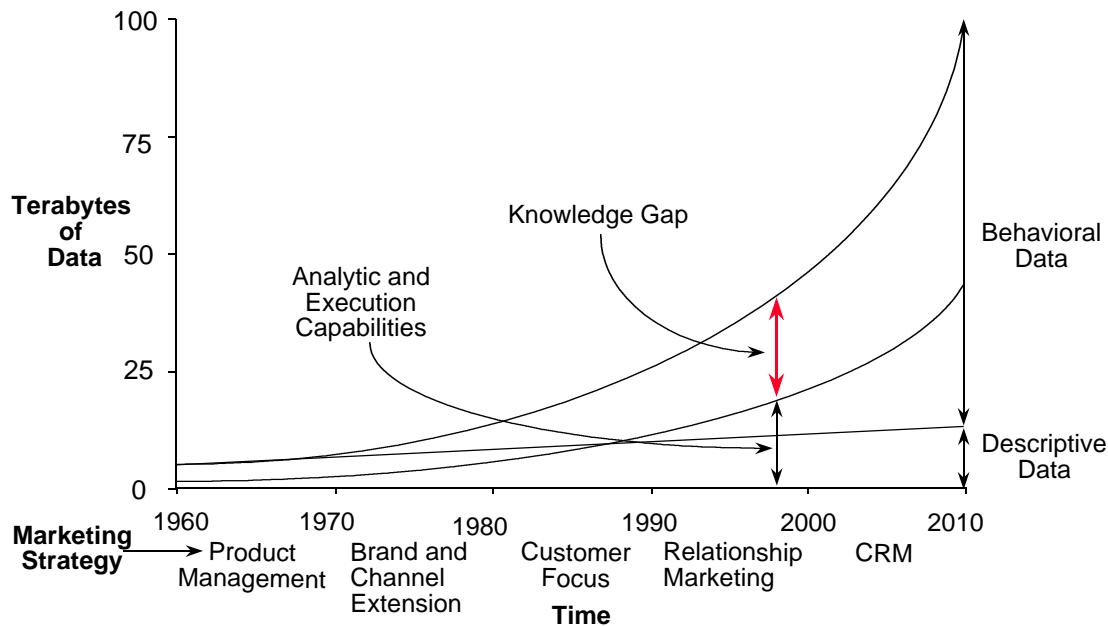 100
75
Terabytes
of
Data
50
25
0
Knowledge Gap
Analytic and
Execution
Capabilities
Behavioral
Data
Descriptive
Data
1960
1970
1980
1990
2000
2010
Marketing
Strategy
Product
Management
Brand and
Channel
Extension
Customer
Focus
Relationship
Marketing
CRM
Time